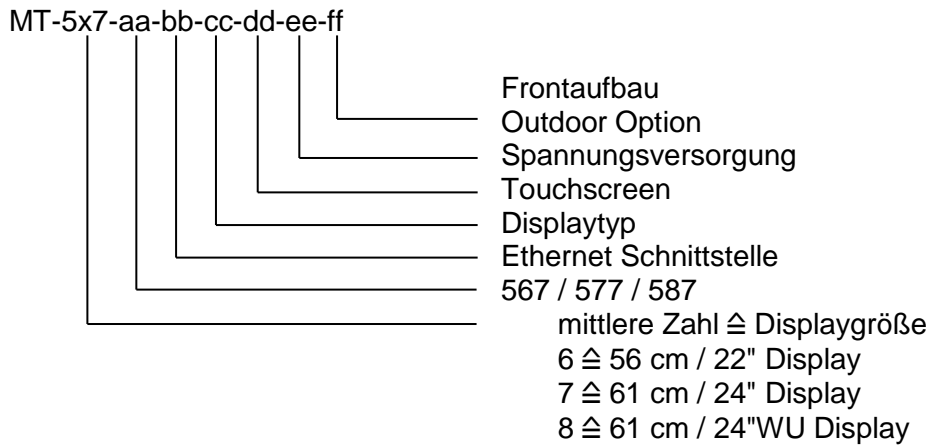 MT-5x7-aa-bb-cc-dd-ee-ff
Frontaufbau
Outdoor Option
Spannungsversorgung
Touchscreen
Displaytyp
Ethernet Schnittstelle
567 / 577 / 587
mittlere Zahl ≙ Displaygröße
6 ≙ 56 cm / 22" Display
7 ≙ 61 cm / 24" Display
8 ≙ 61 cm / 24"WU Display